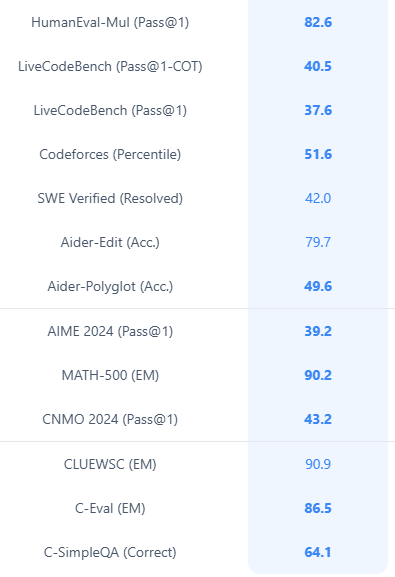 HumanEval-Mul (Pass@1) 82.6
LiveCodeBench (Pass@1-COT) 40.5
LiveCodeBench (Pass@1) 37.6
Codeforces (Percentile) 51.6
SWE Verified (Resolved) 42.0
Aider-Edit (Acc.) 79.7
Aider-Polyglot (Acc.) 49.6
AIME 2024 (Pass@1) 39.2
MATH-500 (EM) 90.2
CNMO 2024 (Pass@1) 43.2
CLUEWSC (EM) 90.9
C-Eval (EM) 86.5
C-SimpleQA (Correct) 64.1